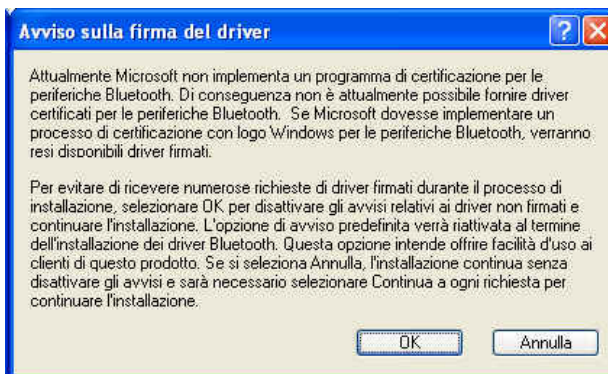 Avviso sulla firma del driver
Attualmente Microsoft non implementa un programma di certificazione per le
periferiche Bluetooth. Di conseguenza non è attualmente possibile fornire driver
certificati per le periferiche Bluetooth.  Se Microsoft dovesse implementare un
processo di certificazione con logo Windows per le periferiche Bluetooth, verranno
resi disponibili driver firmati.
Per evitare di ricevere numerose richieste di driver firmati durante il processo di
installazione, selezionare OK per disattivare gli avvisi relativi ai driver non firmati e
continuare l'installazione. L'opzione di avviso predefinita verrà riattivata al termine
dell'installazione dei driver Bluetooth. Questa opzione intende offrire facilità d'uso ai
clienti di questo prodotto. Se si seleziona Annulla, l'installazione continua senza
disattivare gli avvisi e sarà necessario selezionare Continua a ogni richiesta per
continuare l'installazione.
OK Annulla